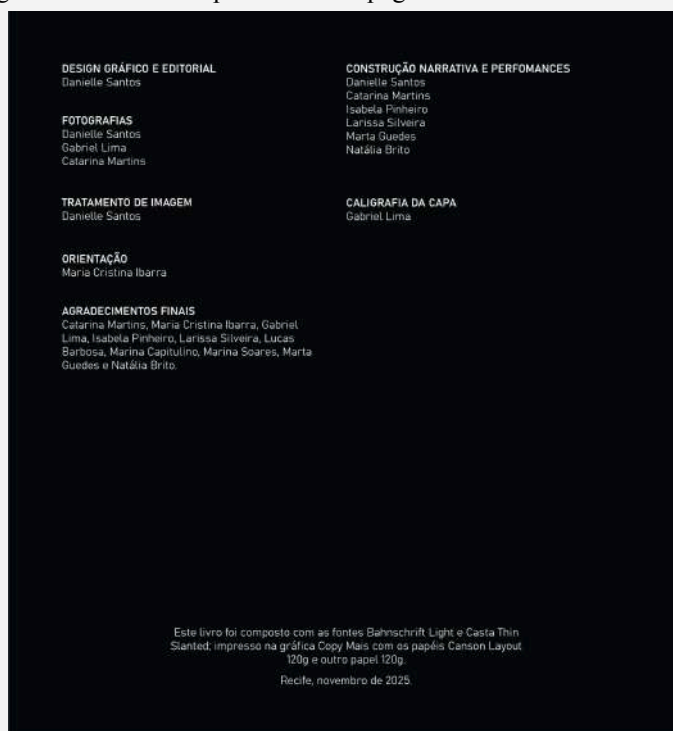 DESIGN GRÁFICO E EDITORIAL
Danielle Santos
FOTOGRAFIAS
Danielle Santos
Gabriel Lima
Catarina Martins
TRATAMENTO DE IMAGEM
Danielle Santos
ORIENTAÇÃO
Maria Cristina Ibarra
AGRADECIMENTOS FINAIS
Catarina Martins, Maria Cristina Ibarra, Gabriel
Lima, Isabela Pinheiro, Larissa Silveira, Lucas
Barbosa, Marina Capitulino, Marina Soares, Marta
Guedes e Natália Brito.
CONSTRUÇÃO NARRATIVA E PERFOMANCES
Danielle Santos
Catarina Martins
Isabela Pinheiro
Larissa Silveira
Marta Guedes
Natália Brito
CALIGRAFIA DA CAPA
Gabriel Lima
Este livro foi composto com as fontes Bahnschrift Light e Casta Thin
Slanted; impresso na gráfica Copy Mais com os papéis Canson Layout
120g e outro papel 120g.
Recife, novembro de 2025.